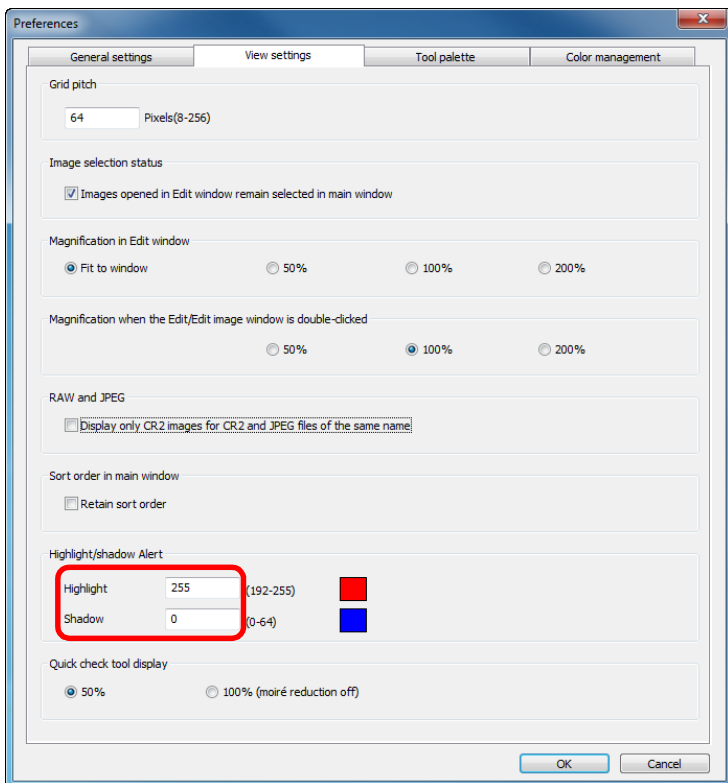 Preferences
General settings View settings Tool palette Color management
Grid pitch
64 Pixels(8-256)
Image selection status
Images opened in Edit window remain selected in main window
Magnification in Edit window
Fit to window 50% 100% 200%
Magnification when the Edit/Edit image window is double-clicked
50% 100% 200%
RAW and JPEG
Display only CR2 images for CR2 and JPEG files of the same name
Sort order in main window
Retain sort order
Highlight/shadow Alert
Highlight 255 (192-255)
Shadow 0 (0-64)
Quick check tool display
50% 100% (moiré reduction off)
OK Cancel